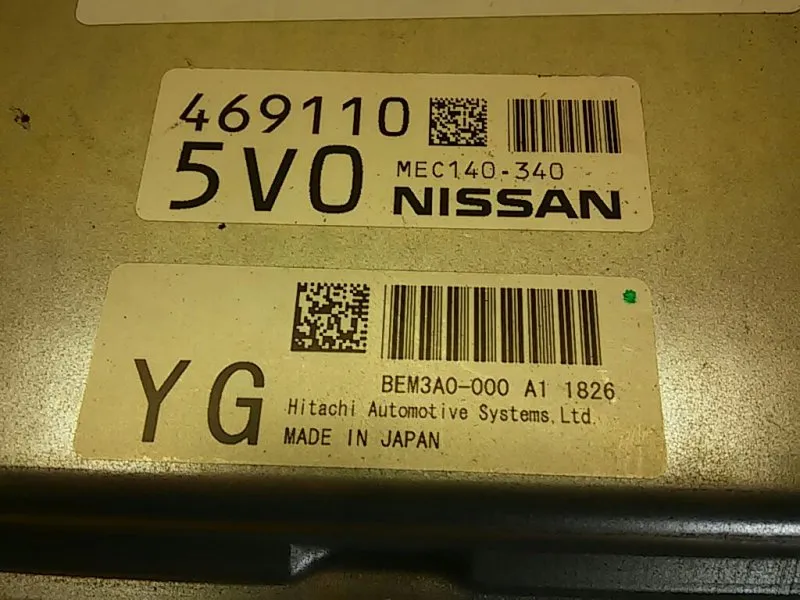 469110
5V0
MEC140-340
NISSAN
YG
BEM3A0-000 A1 1826
Hitachi Automotive Systems,Ltd.
MADE IN JAPAN